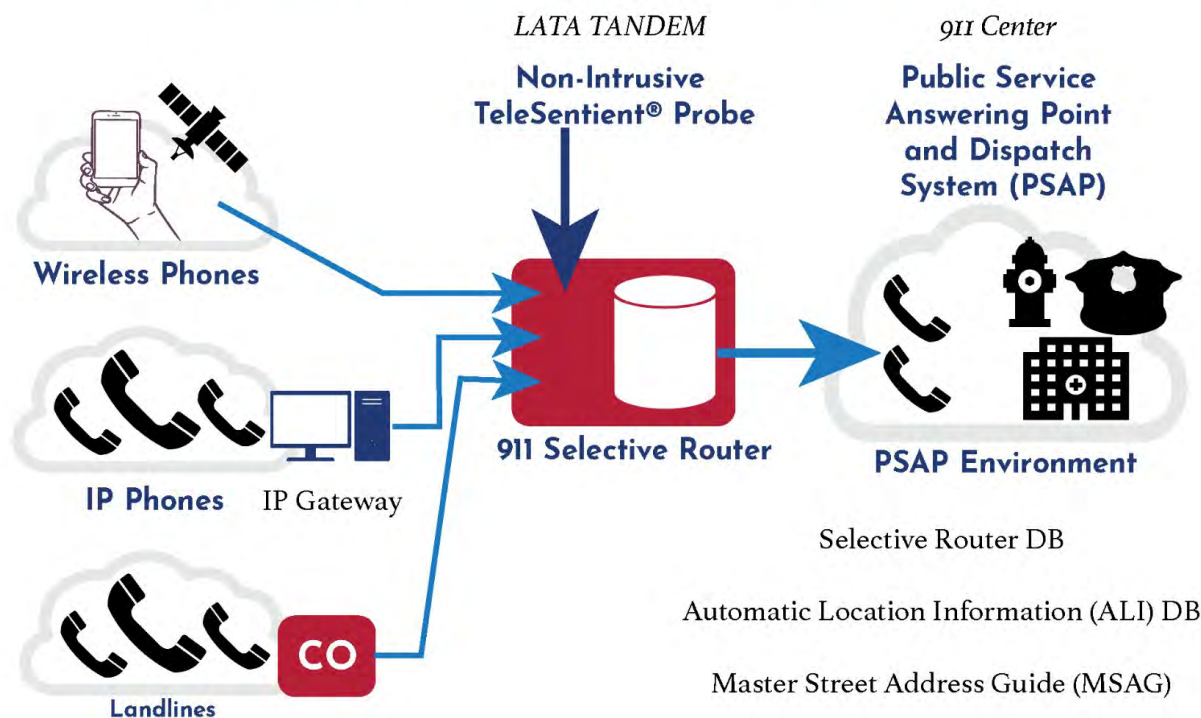 LATA TANDEM
Non-Intrusive
TeleSentient® Probe
911 Center
Public Service
Answering Point
and Dispatch
System (PSAP)
Wireless Phones
IP Phones
IP Gateway
CO
Landlines
911 Selective Router
PSAP Environment
Selective Router DB
Automatic Location Information (ALI) DB
Master Street Address Guide (MSAG)